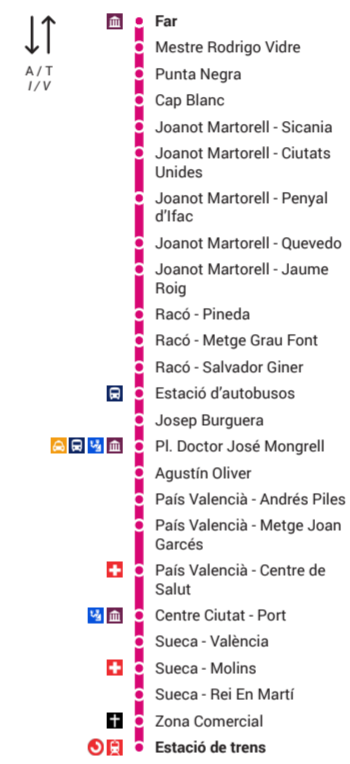 A / T
I / V
Far
Mestre Rodrigo Vidre
Punta Negra
Cap Blanc
Joanot Martorell - Sicania
Joanot Martorell - Ciutats
Unides
Joanot Martorell - Penyal
d'Ifac
Joanot Martorell - Quevedo
Joanot Martorell - Jaume
Roig
Racó - Pineda
Racó - Metge Grau Font
Racó - Salvador Giner
Estació d'autobusos
Josep Burguera
Pl. Doctor José Mongrell
Agustín Oliver
País Valencià - Andrés Piles
País Valencià - Metge Joan
Garcés
País Valencià - Centre de
Salut
Centre Ciutat - Port
Sueca - València
Sueca - Molins
Sueca - Rei En Martí
Zona Comercial
Estació de trens